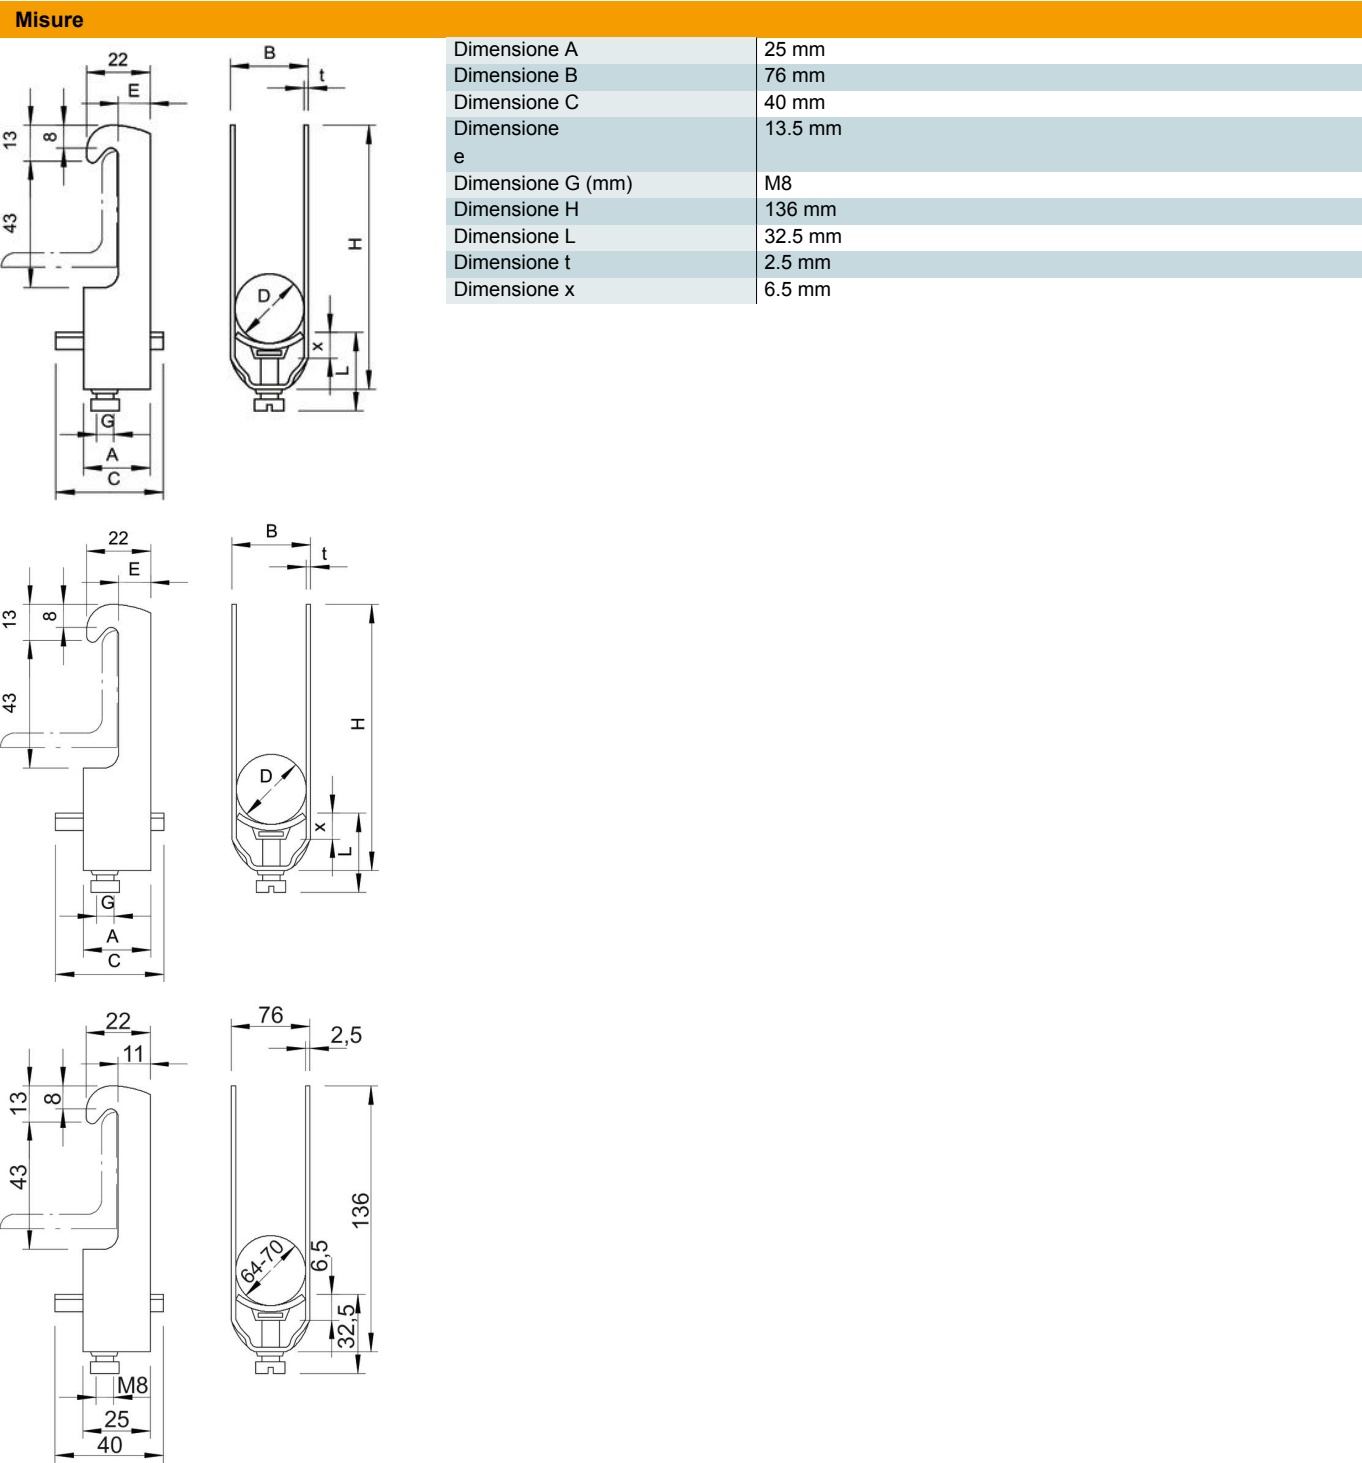 Misure
Dimensione A 25 mm
Dimensione B 76 mm
Dimensione C 40 mm
Dimensione e 13.5 mm
Dimensione G (mm) M8
Dimensione H 136 mm
Dimensione L 32.5 mm
Dimensione t 2.5 mm
Dimensione x 6.5 mm
22
E
13
8
43
G
A
C
B
t
H
D
x
L
22
E
13
8
43
G
A
C
B
t
H
D
x
L
22
11
13
8
43
M8
25
40
76
2,5
136
64-70
6,5
32,5